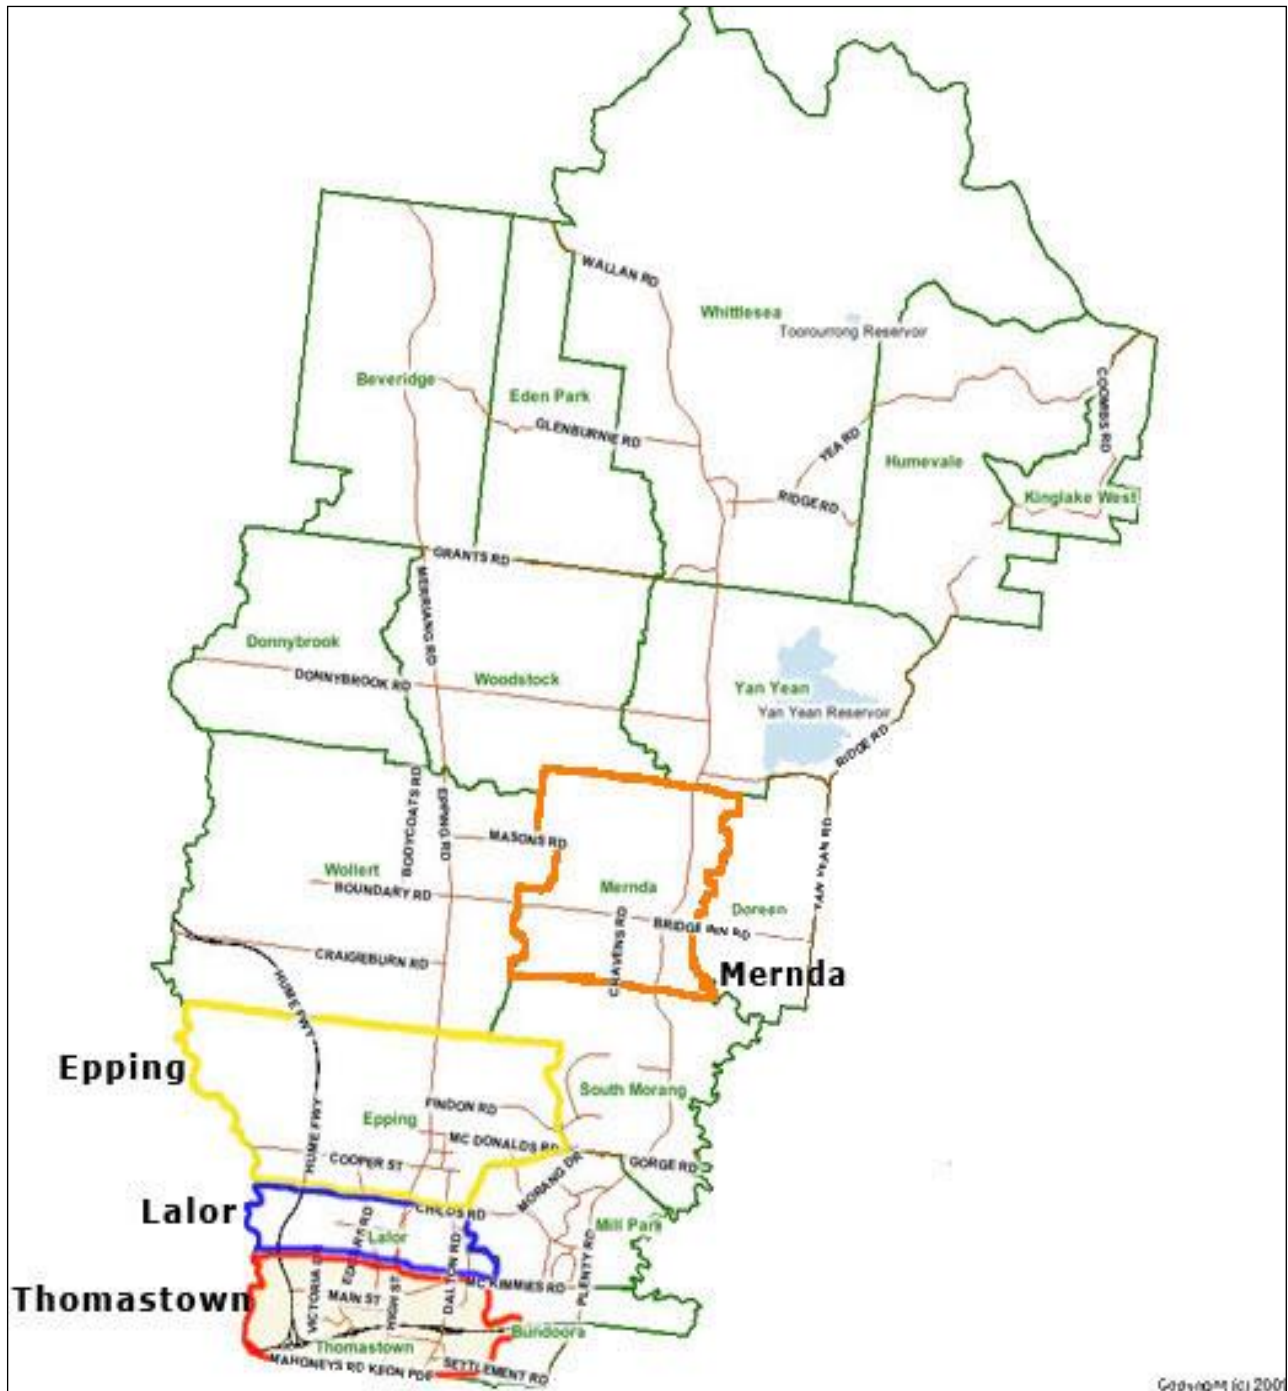 WALLAN RD
Whittlesea
Toorourrong Reservoir
Beveridge
Eden Park
COOMBS RD
GLENBURNIE RD
YEA RD
Humevale
RIDGE RD
Kinglake West
GRANTS RD
MERRIANG RD
Donnybrook
DONNYBROOK RD
Woodstock
Yan Yean
Yan Yean Reservoir
RIDGE RD
BODYCOATS RD
EPPING RD
MASONS RD
YAN YEAN RD
Wollert
BOUNDARY RD
Mernda
Doreen
BRIDGE INN RD
CRAVENS RD
CRAIGIEBURN RD
Mernda
HUME FWY
Epping
South Morang
FINDON RD
Epping
MC DONALDS RD
HUME FWY
COOPER ST
GORGE RD
MORANG DR
Lalor
CHILDS RD
EDGARS RD
Lalor
Mill Park
DALTON RD
PLENTY RD
MC KIMMIES RD
Thomastown
VICTORIA DR
MAIN ST
HIGH ST
Bundoora
Thomastown
MAHONEYS RD
KEON PDE
SETTLEMENT RD
Copyright (c) 200